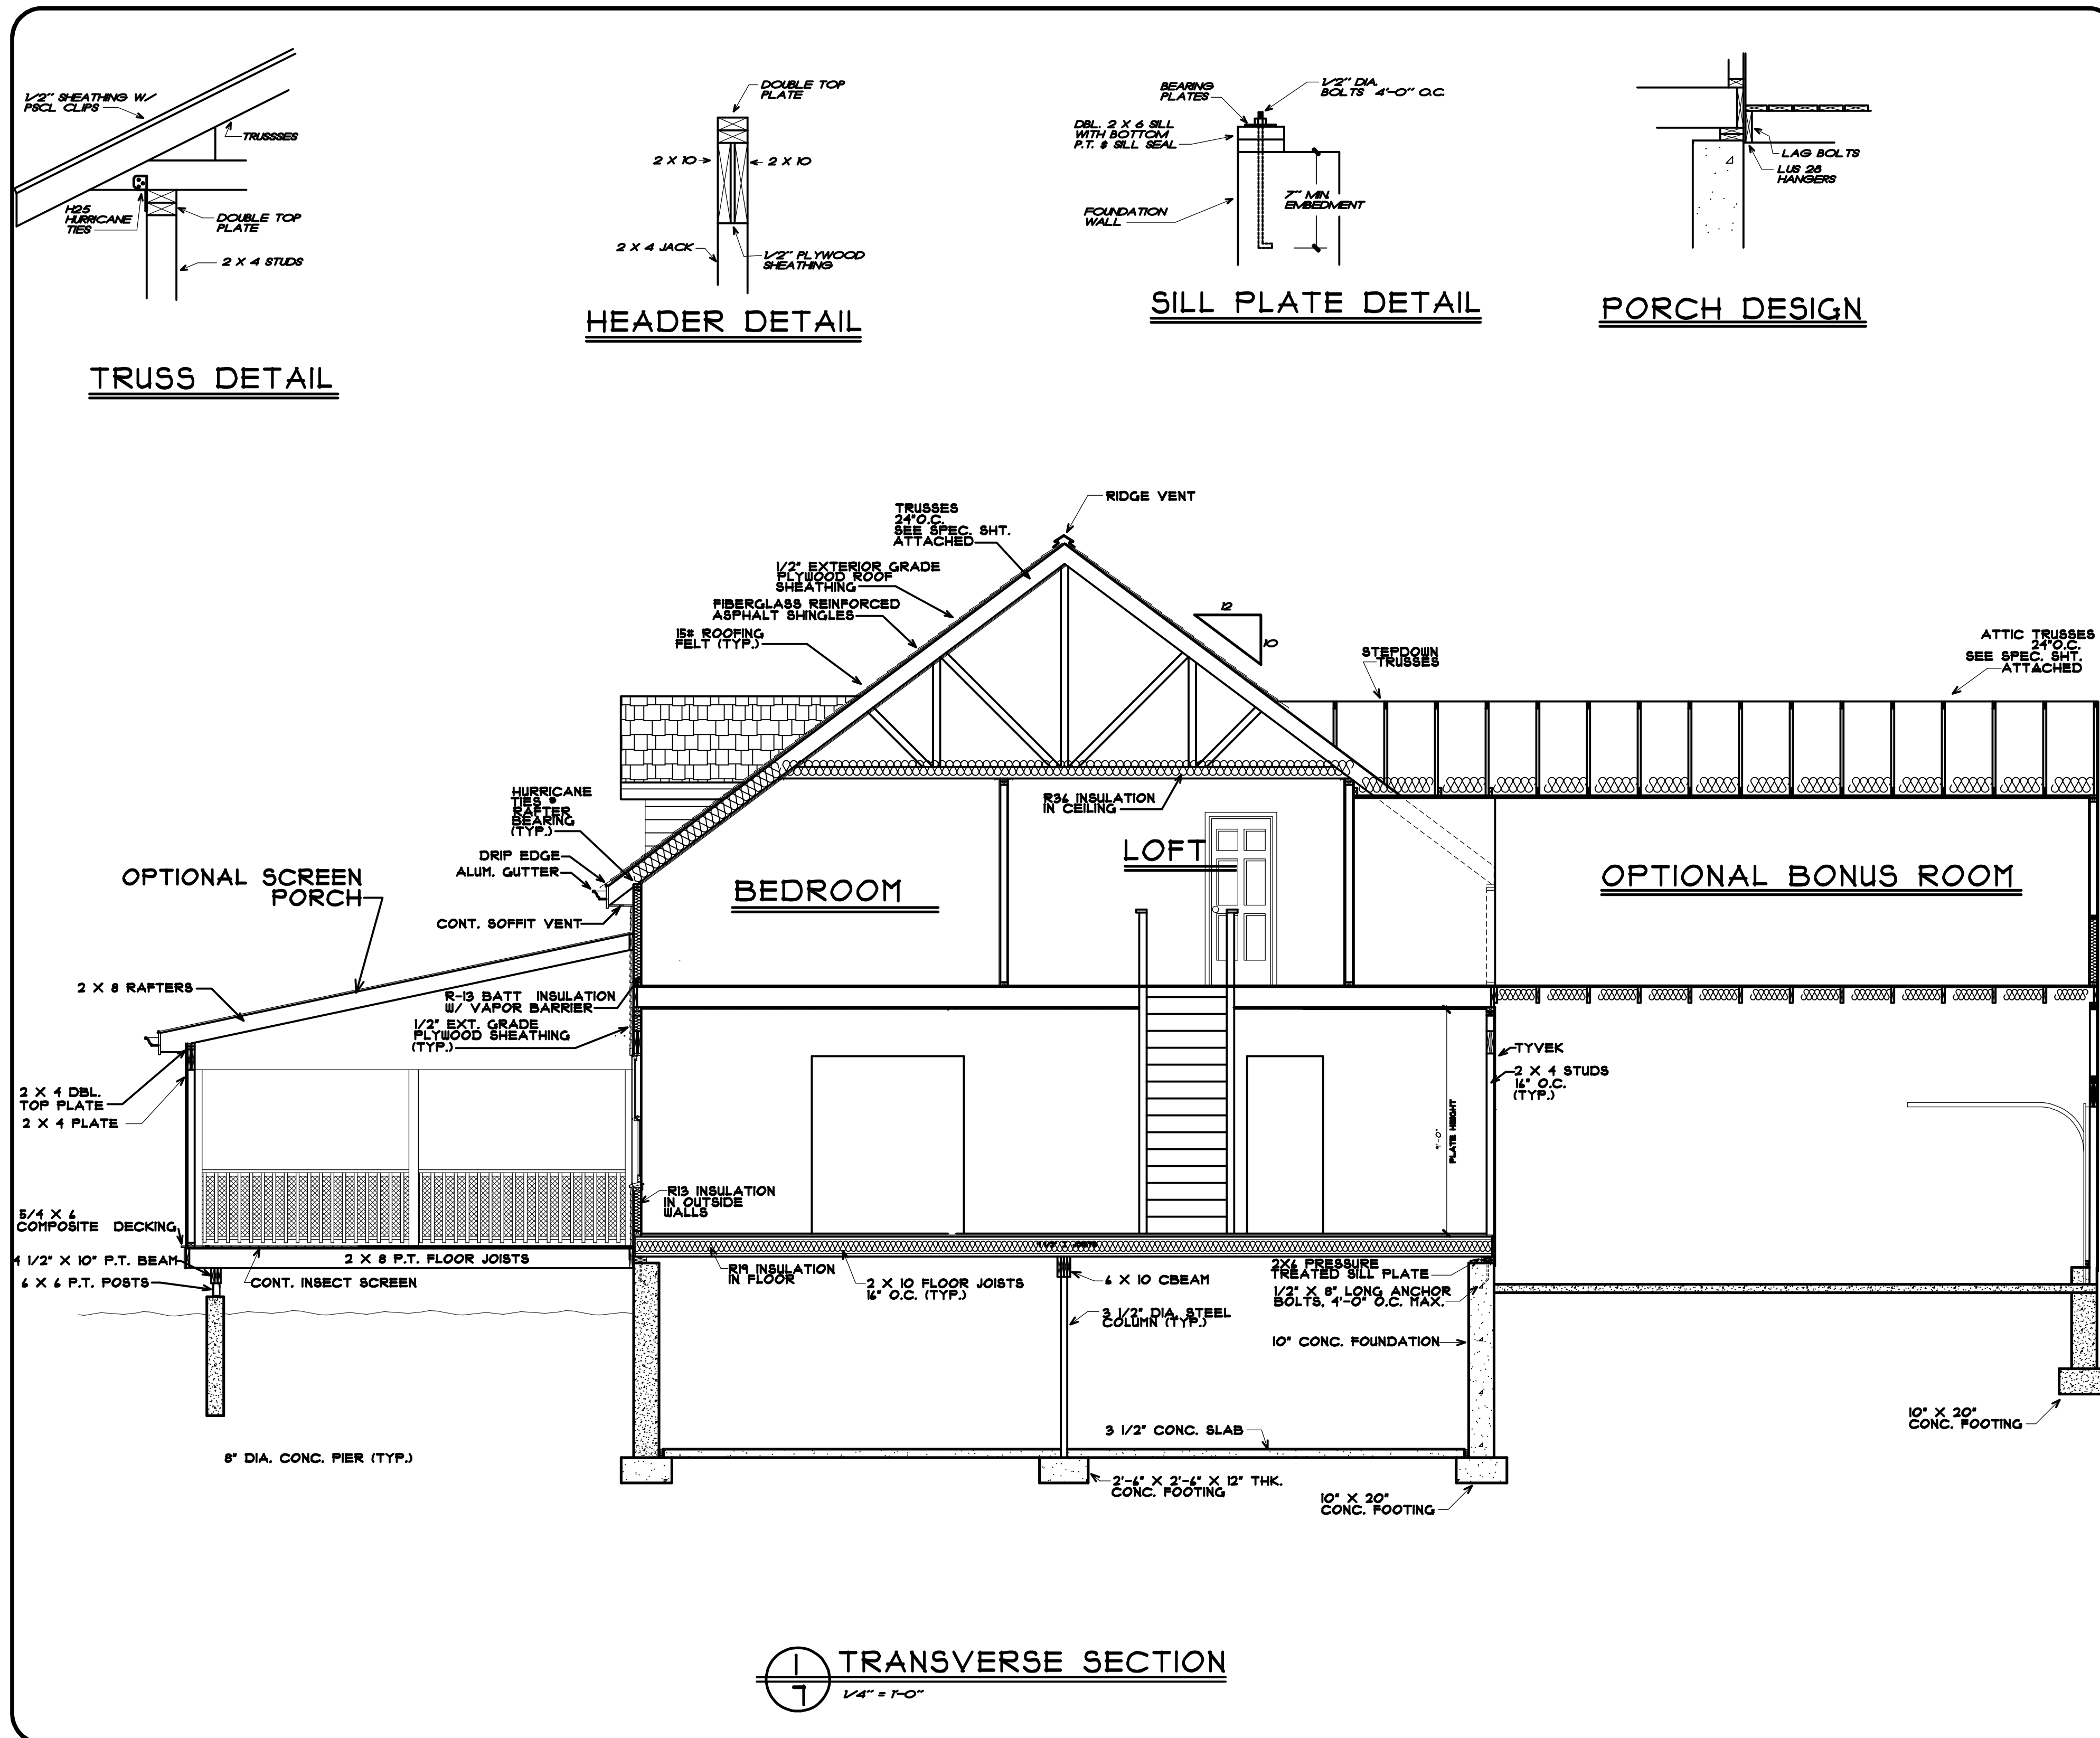 1/2" SHEATHING W/
PSCL CLIPS
TRUSSSES
H25
HURRICANE
TIES
DOUBLE TOP
PLATE
2 X 4 STUDS
TRUSS DETAIL
DOUBLE TOP
PLATE
2 X 10
2 X 10
2 X 4 JACK
1/2" PLYWOOD
SHEATHING
HEADER DETAIL
BEARING
PLATES
1/2" DIA.
BOLTS 4'-0" O.C.
DBL. 2 X 6 SILL
WITH BOTTOM
P.T. & SILL SEAL
7" MIN.
EMBEDMENT
FOUNDATION
WALL
SILL PLATE DETAIL
LAG BOLTS
LUS 28
HANGERS
PORCH DESIGN
RIDGE VENT
TRUSSES
24"O.C.
SEE SPEC. SHT.
ATTACHED
1/2" EXTERIOR GRADE
PLYWOOD ROOF
SHEATHING
FIBERGLASS REINFORCED
ASPHALT SHINGLES
15# ROOFING
FELT (TYP.)
12
10
STEPDOWN
TRUSSES
ATTIC TRUSSES
24"O.C.
SEE SPEC. SHT.
ATTACHED
HURRICANE
TIES @
RAFTER
BEARING
(TYP.)
DRIP EDGE
ALUM. GUTTER
CONT. SOFFIT VENT
R36 INSULATION
IN CEILING
LOFT
BEDROOM
OPTIONAL BONUS ROOM
OPTIONAL SCREEN
PORCH
2 X 8 RAFTERS
R-13 BATT INSULATION
W/ VAPOR BARRIER
1/2" EXT. GRADE
PLYWOOD SHEATHING
(TYP.)
TYVEK
2 X 4 STUDS
16" O.C.
(TYP.)
2 X 4 DBL.
TOP PLATE
2 X 4 PLATE
9'-0"
PLATE HEIGHT
R13 INSULATION
IN OUTSIDE
WALLS
5/4 X 6
COMPOSITE DECKING
4 1/2" X 10" P.T. BEAM
6 X 6 P.T. POSTS
2 X 8 P.T. FLOOR JOISTS
CONT. INSECT SCREEN
R19 INSULATION
IN FLOOR
2 X 10 FLOOR JOISTS
16" O.C. (TYP.)
6 X 10 CBEAM
3 1/2" DIA. STEEL
COLUMN (TYP.)
2X6 PRESSURE
TREATED SILL PLATE
1/2" X 8" LONG ANCHOR
BOLTS, 4'-0" O.C. MAX.
10" CONC. FOUNDATION
3 1/2" CONC. SLAB
8" DIA. CONC. PIER (TYP.)
2'-6" X 2'-6" X 12" THK.
CONC. FOOTING
10" X 20"
CONC. FOOTING
10" X 20"
CONC. FOOTING
1
7
TRANSVERSE SECTION
1/4" = 1'-0"